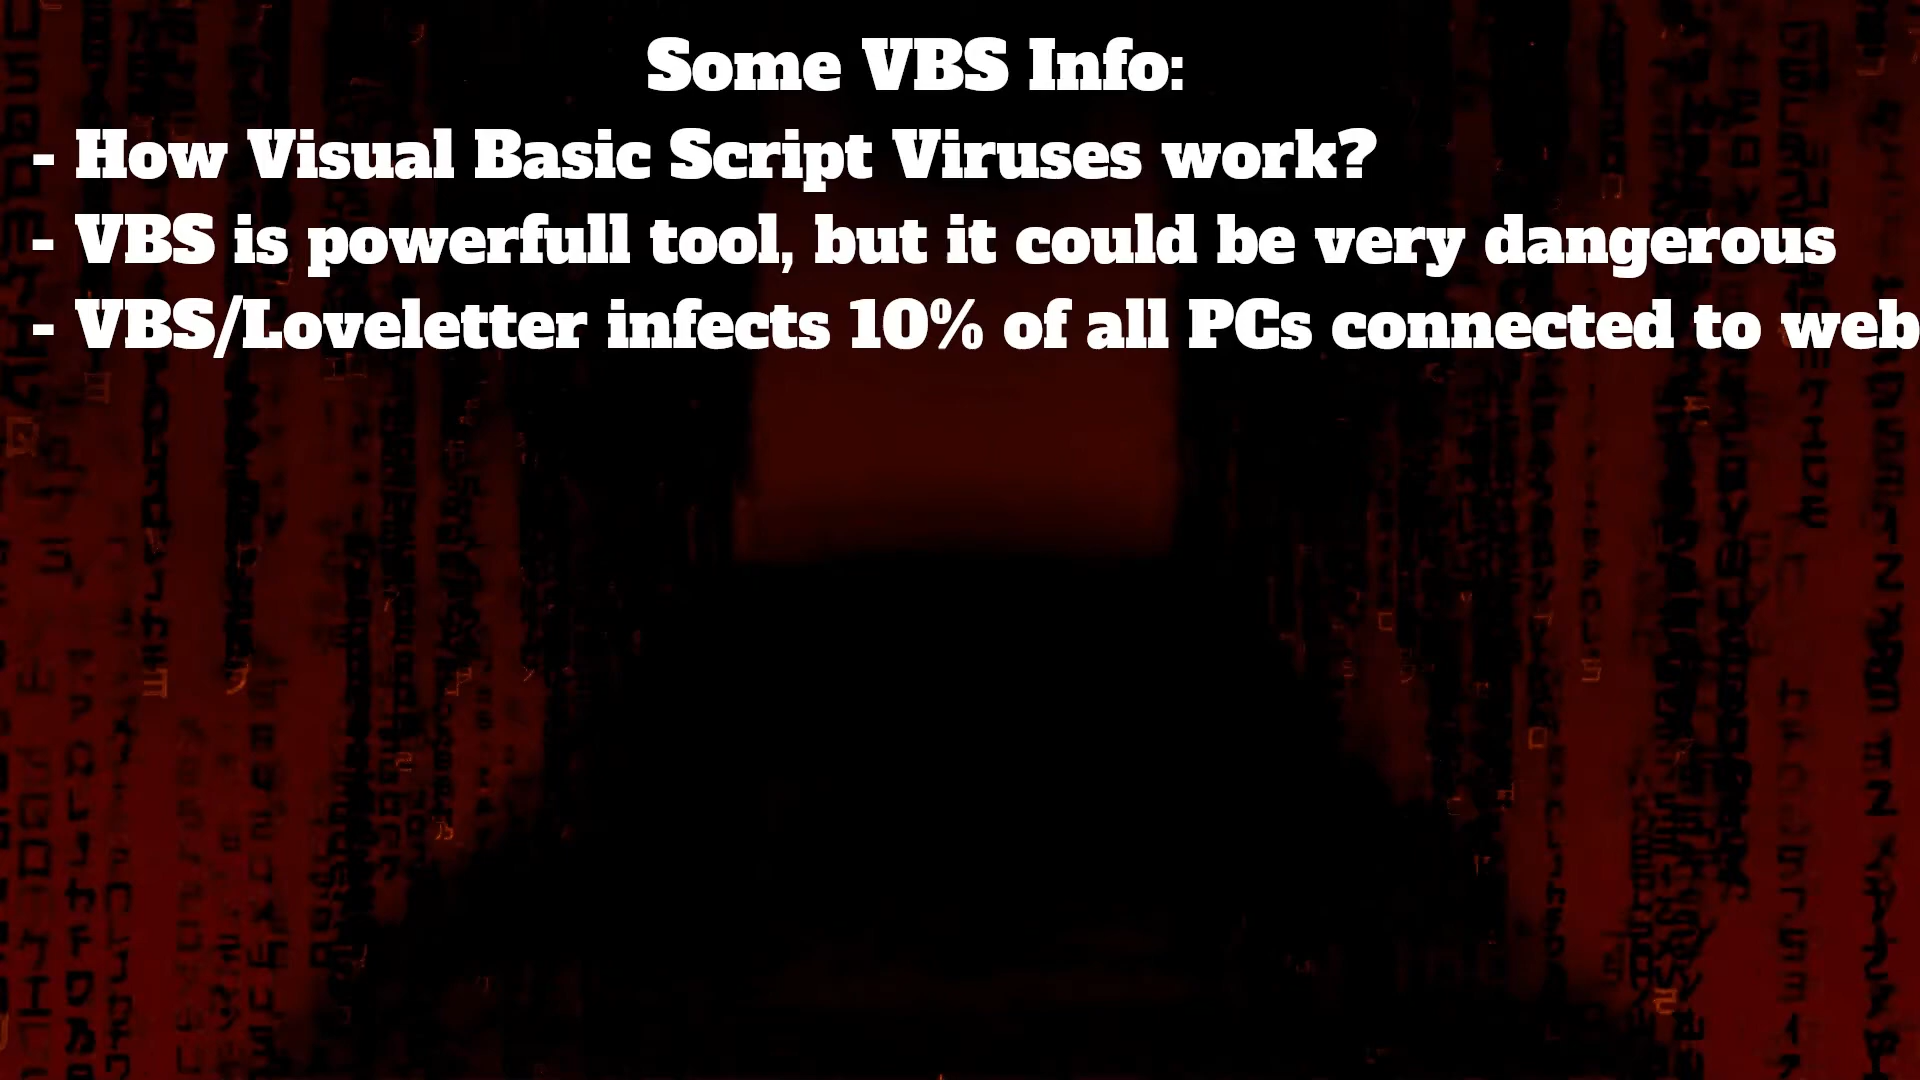 Some VBS Info:
- How Visual Basic Script Viruses work?
- VBS is powerfull tool, but it could be very dangerous
- VBS/Loveletter infects 10% of all PCs connected to web